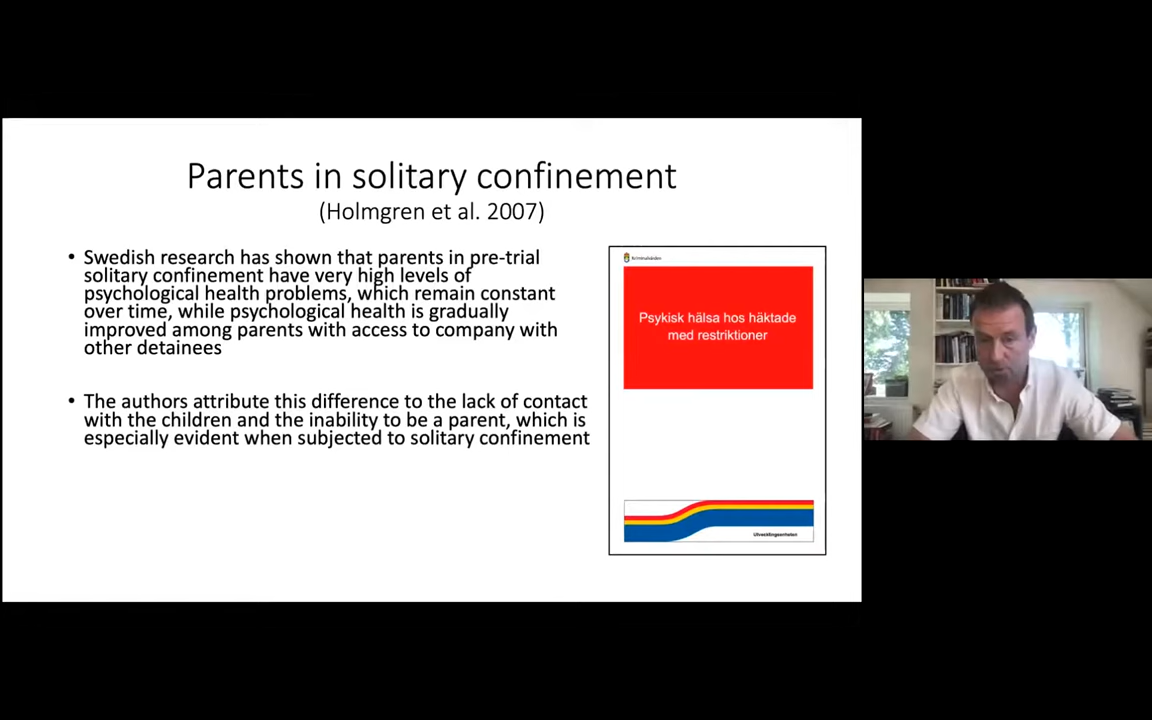 Parents in solitary confinement
(Holmgren et al. 2007)
• Swedish research has shown that parents in pre-trial
solitary confinement have very high levels of
psychological health problems, which remain constant
over time, while psychological health is gradually
improved among parents with access to company with
other detainees
• The authors attribute this difference to the lack of contact
with the children and the inability to be a parent, which is
especially evident when subjected to solitary confinement
Kriminalvården
Psykisk hälsa hos häktade
med restriktioner
Utvecklingsenheten